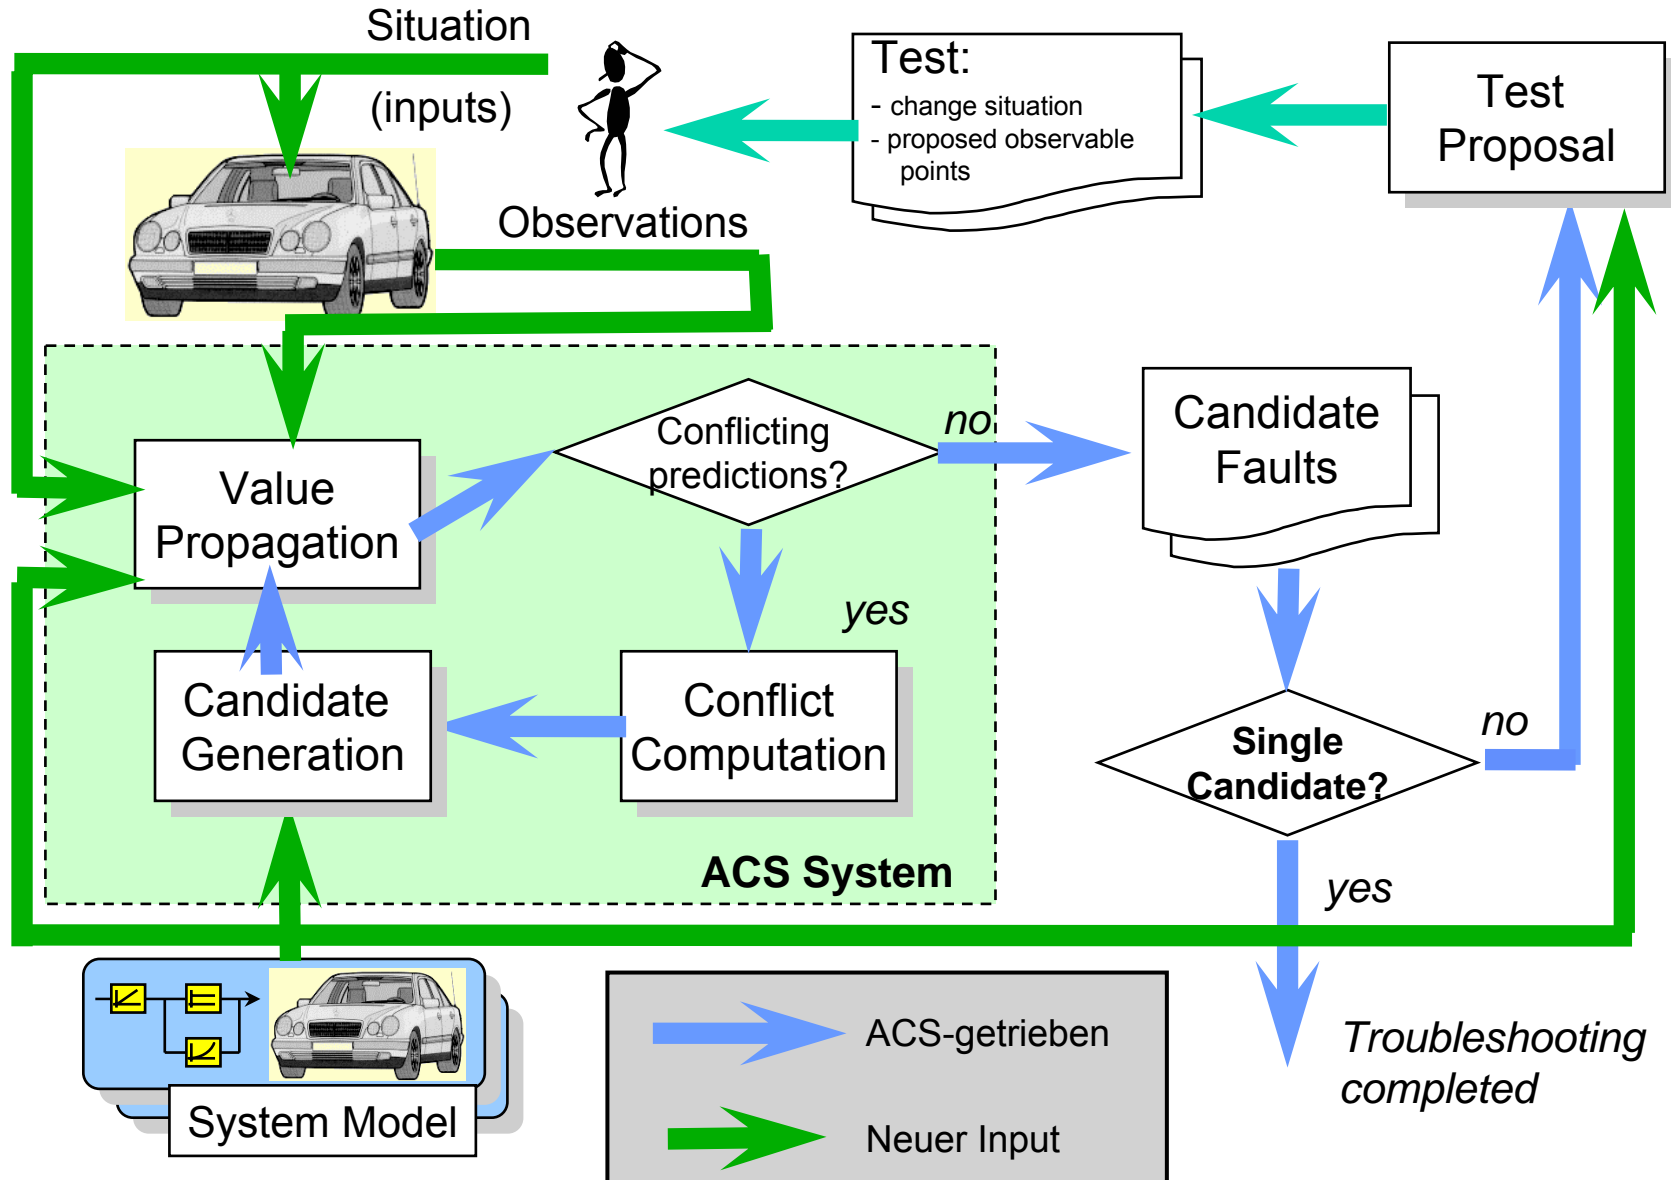 Situation
(inputs)
Test:
- change situation
- proposed observable
points
Test
Proposal
Observations
Conflicting
predictions?
no
Candidate
Faults
Value
Propagation
yes
Candidate
Generation
Conflict
Computation
Single
Candidate?
no
ACS System
yes
Troubleshooting
completed
System Model
ACS-getrieben
Neuer Input